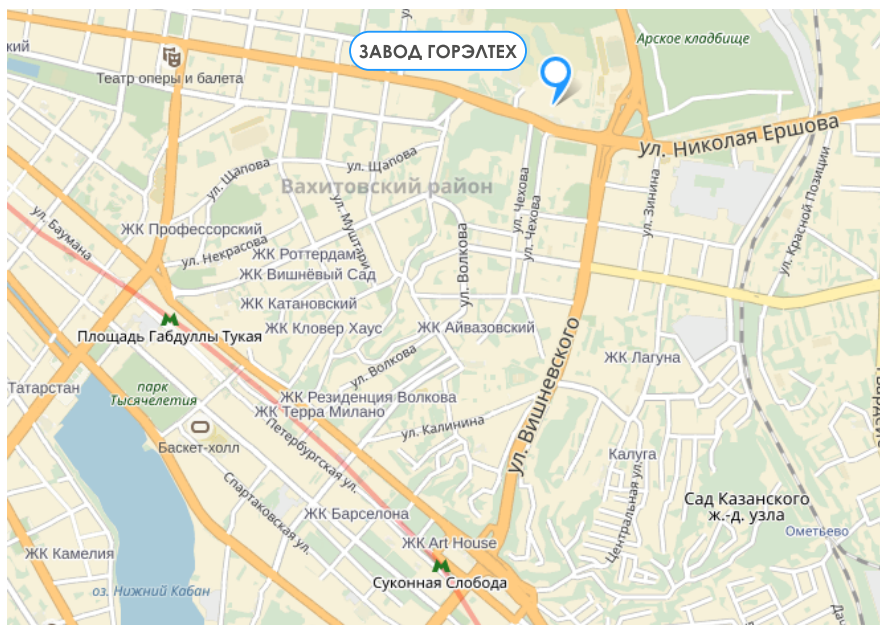 ЗАВОД ГОРЭЛТЕХ
Арское кладбище
ский
Театр оперы и балета
ул. Николая Ершова
ул. Щапова
ул. Щапова
Вахитовский район
ул. Чехова
ул. Чехова
ул. Зинина
ул. Красной Позиции
ул. Баумана
ул. Муштари
ЖК Профессорский
ул. Некрасова
ЖК Роттердам
ЖК Вишнёвый Сад
ул. Волкова
ЖК Катановский
ЖК Кловер Хаус
ЖК Айвазовский
Площадь Габдуллы Тукая
ул. Волкова
ЖК Лагуна
ул. Вишневского
Татарстан
парк
Тысячелетия
ЖК Резиденция Волкова
ЖК Терра Милано
ул. Калинина
Баскет-холл
Петербургская ул.
Калуга
Спартаковская ул.
Центральная ул.
Сад Казанского
ж.-д. узла
ЖК Барселона
Ометьево
ЖК Art House
ЖК Камелия
Суконная Слобода
оз. Нижний Кабан